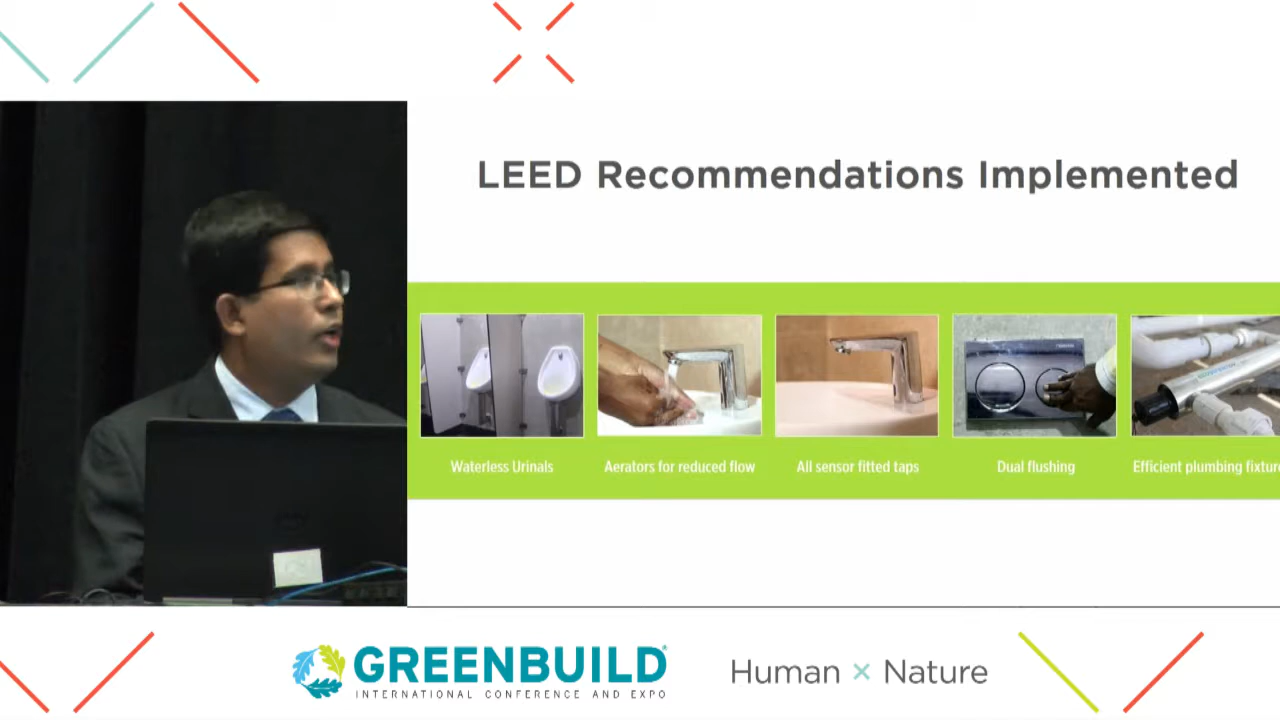 LEED Recommendations Implemented
Waterless Urinals
Aerators for reduced flow
All sensor fitted taps
Dual flushing
Efficient plumbing fixture
GREENBUILD
INTERNATIONAL CONFERENCE AND EXPO
Human × Nature